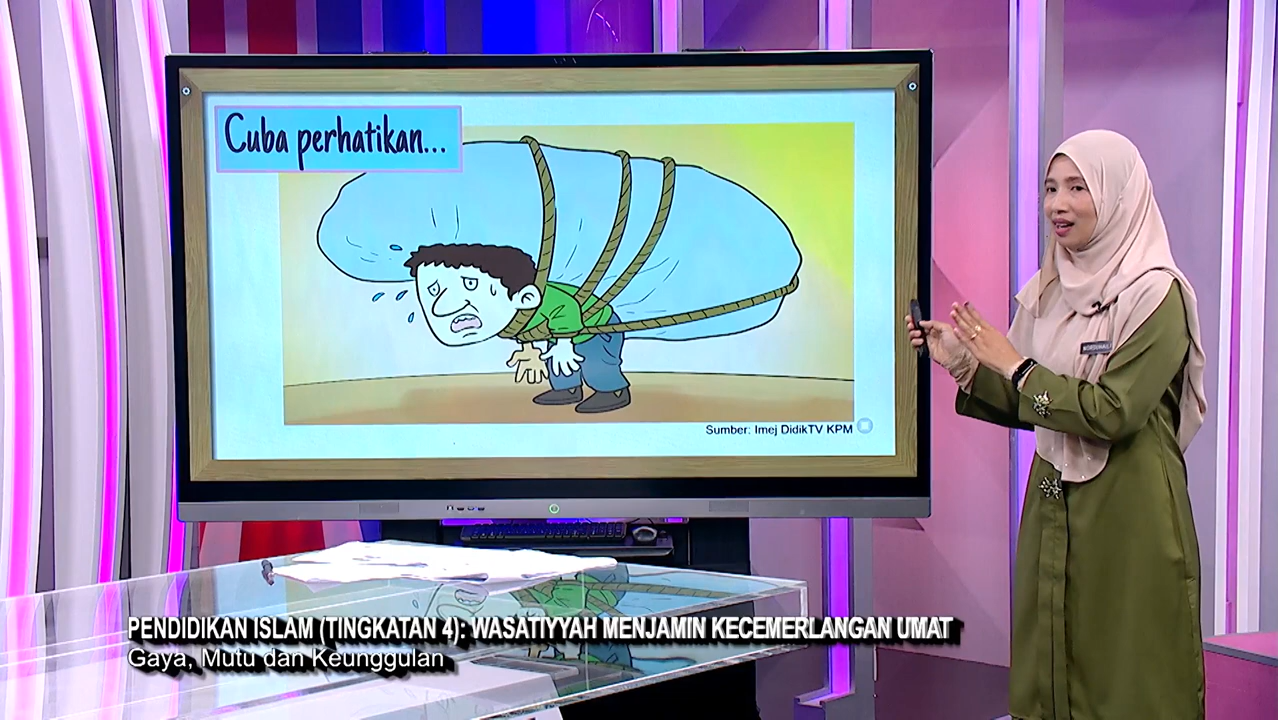 Cuba perhatikan...
Sumber: Imej DidikTV KPM
PENDIDIKAN ISLAM (TINGKATAN 4): WASATIYYAH MENJAMIN KECEMERLANGAN UMAT
Gaya, Mutu dan Keunggulan